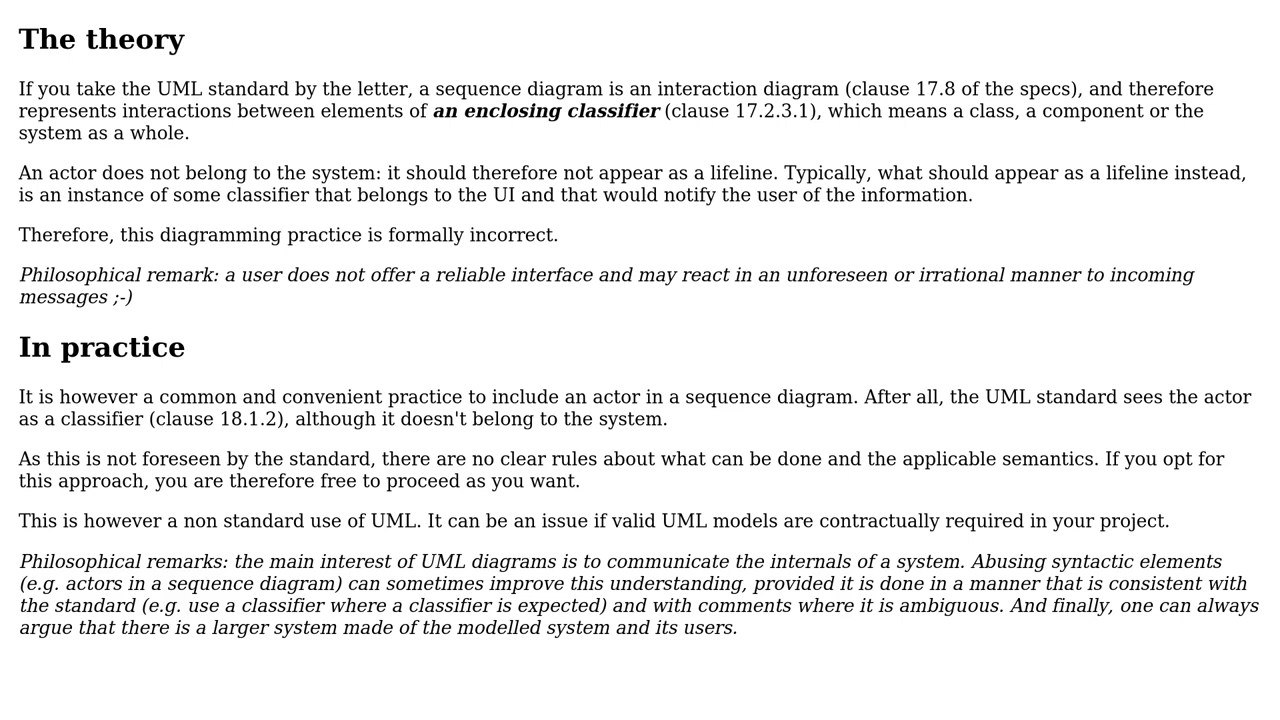 The theory
If you take the UML standard by the letter, a sequence diagram is an interaction diagram (clause 17.8 of the specs), and therefore
represents interactions between elements of an enclosing classifier (clause 17.2.3.1), which means a class, a component or the
system as a whole.
An actor does not belong to the system: it should therefore not appear as a lifeline. Typically, what should appear as a lifeline instead,
is an instance of some classifier that belongs to the UI and that would notify the user of the information.
Therefore, this diagramming practice is formally incorrect.
Philosophical remark: a user does not offer a reliable interface and may react in an unforeseen or irrational manner to incoming
messages ;-)
In practice
It is however a common and convenient practice to include an actor in a sequence diagram. After all, the UML standard sees the actor
as a classifier (clause 18.1.2), although it doesn't belong to the system.
As this is not foreseen by the standard, there are no clear rules about what can be done and the applicable semantics. If you opt for
this approach, you are therefore free to proceed as you want.
This is however a non standard use of UML. It can be an issue if valid UML models are contractually required in your project.
Philosophical remarks: the main interest of UML diagrams is to communicate the internals of a system. Abusing syntactic elements
(e.g. actors in a sequence diagram) can sometimes improve this understanding, provided it is done in a manner that is consistent with
the standard (e.g. use a classifier where a classifier is expected) and with comments where it is ambiguous. And finally, one can always
argue that there is a larger system made of the modelled system and its users.